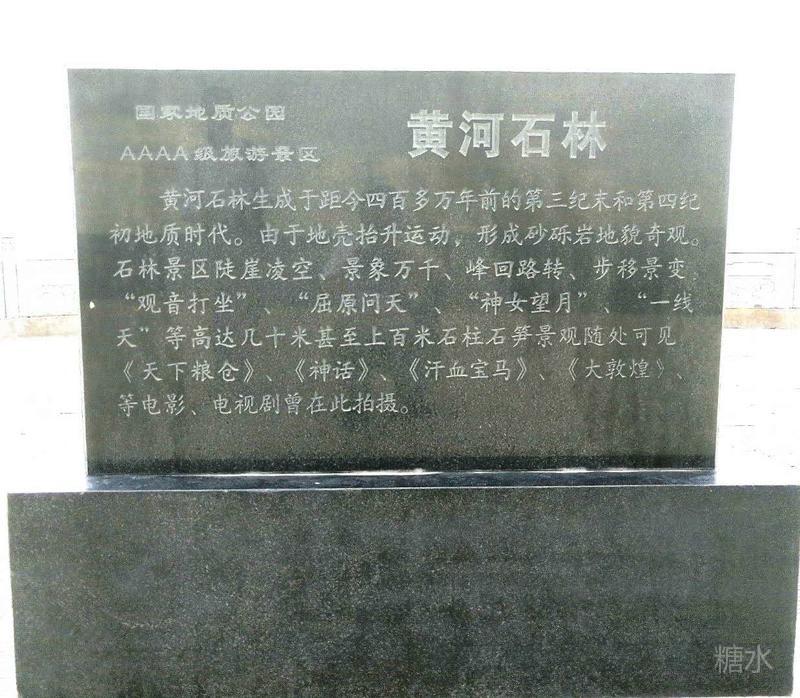 国家地质公园
黄河石林
AAAA级旅游景区
黄河石林生成于距今四百多万年前的第三纪末和第四纪
初地质时代。由于地壳抬升运动，形成砂砾岩地貌奇观。
石林景区陡崖凌空、景象万千、峰回路转、步移景变。
“观音打坐”、“屈原问天”、“神女望月”、“一线
天”等高达几十米甚至上百米石柱石笋景观随处可见
《天下粮仓》、《神话》、《汗血宝马》、《大敦煌》、
等电影、电视剧曾在此拍摄。
糖水